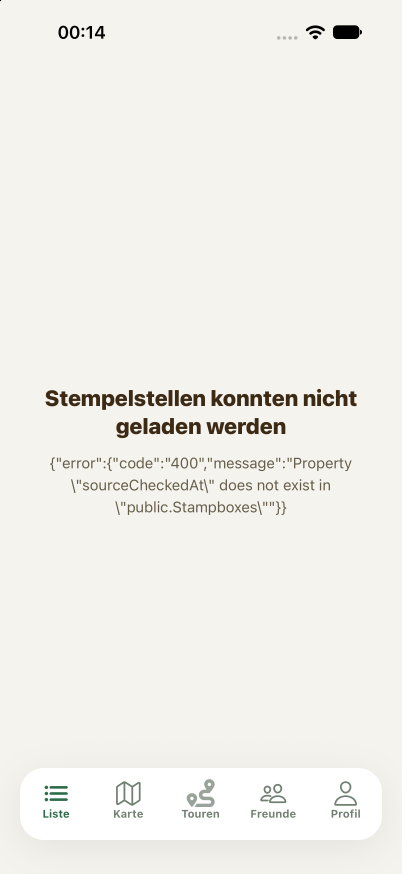 00:14
Stempelstellen konnten nicht
geladen werden
{"error":{"code":"400","message":"Property
\"sourceCheckedAt\" does not exist in
\"public.Stampboxes\""}}
Liste
Karte
Touren
Freunde
Profil